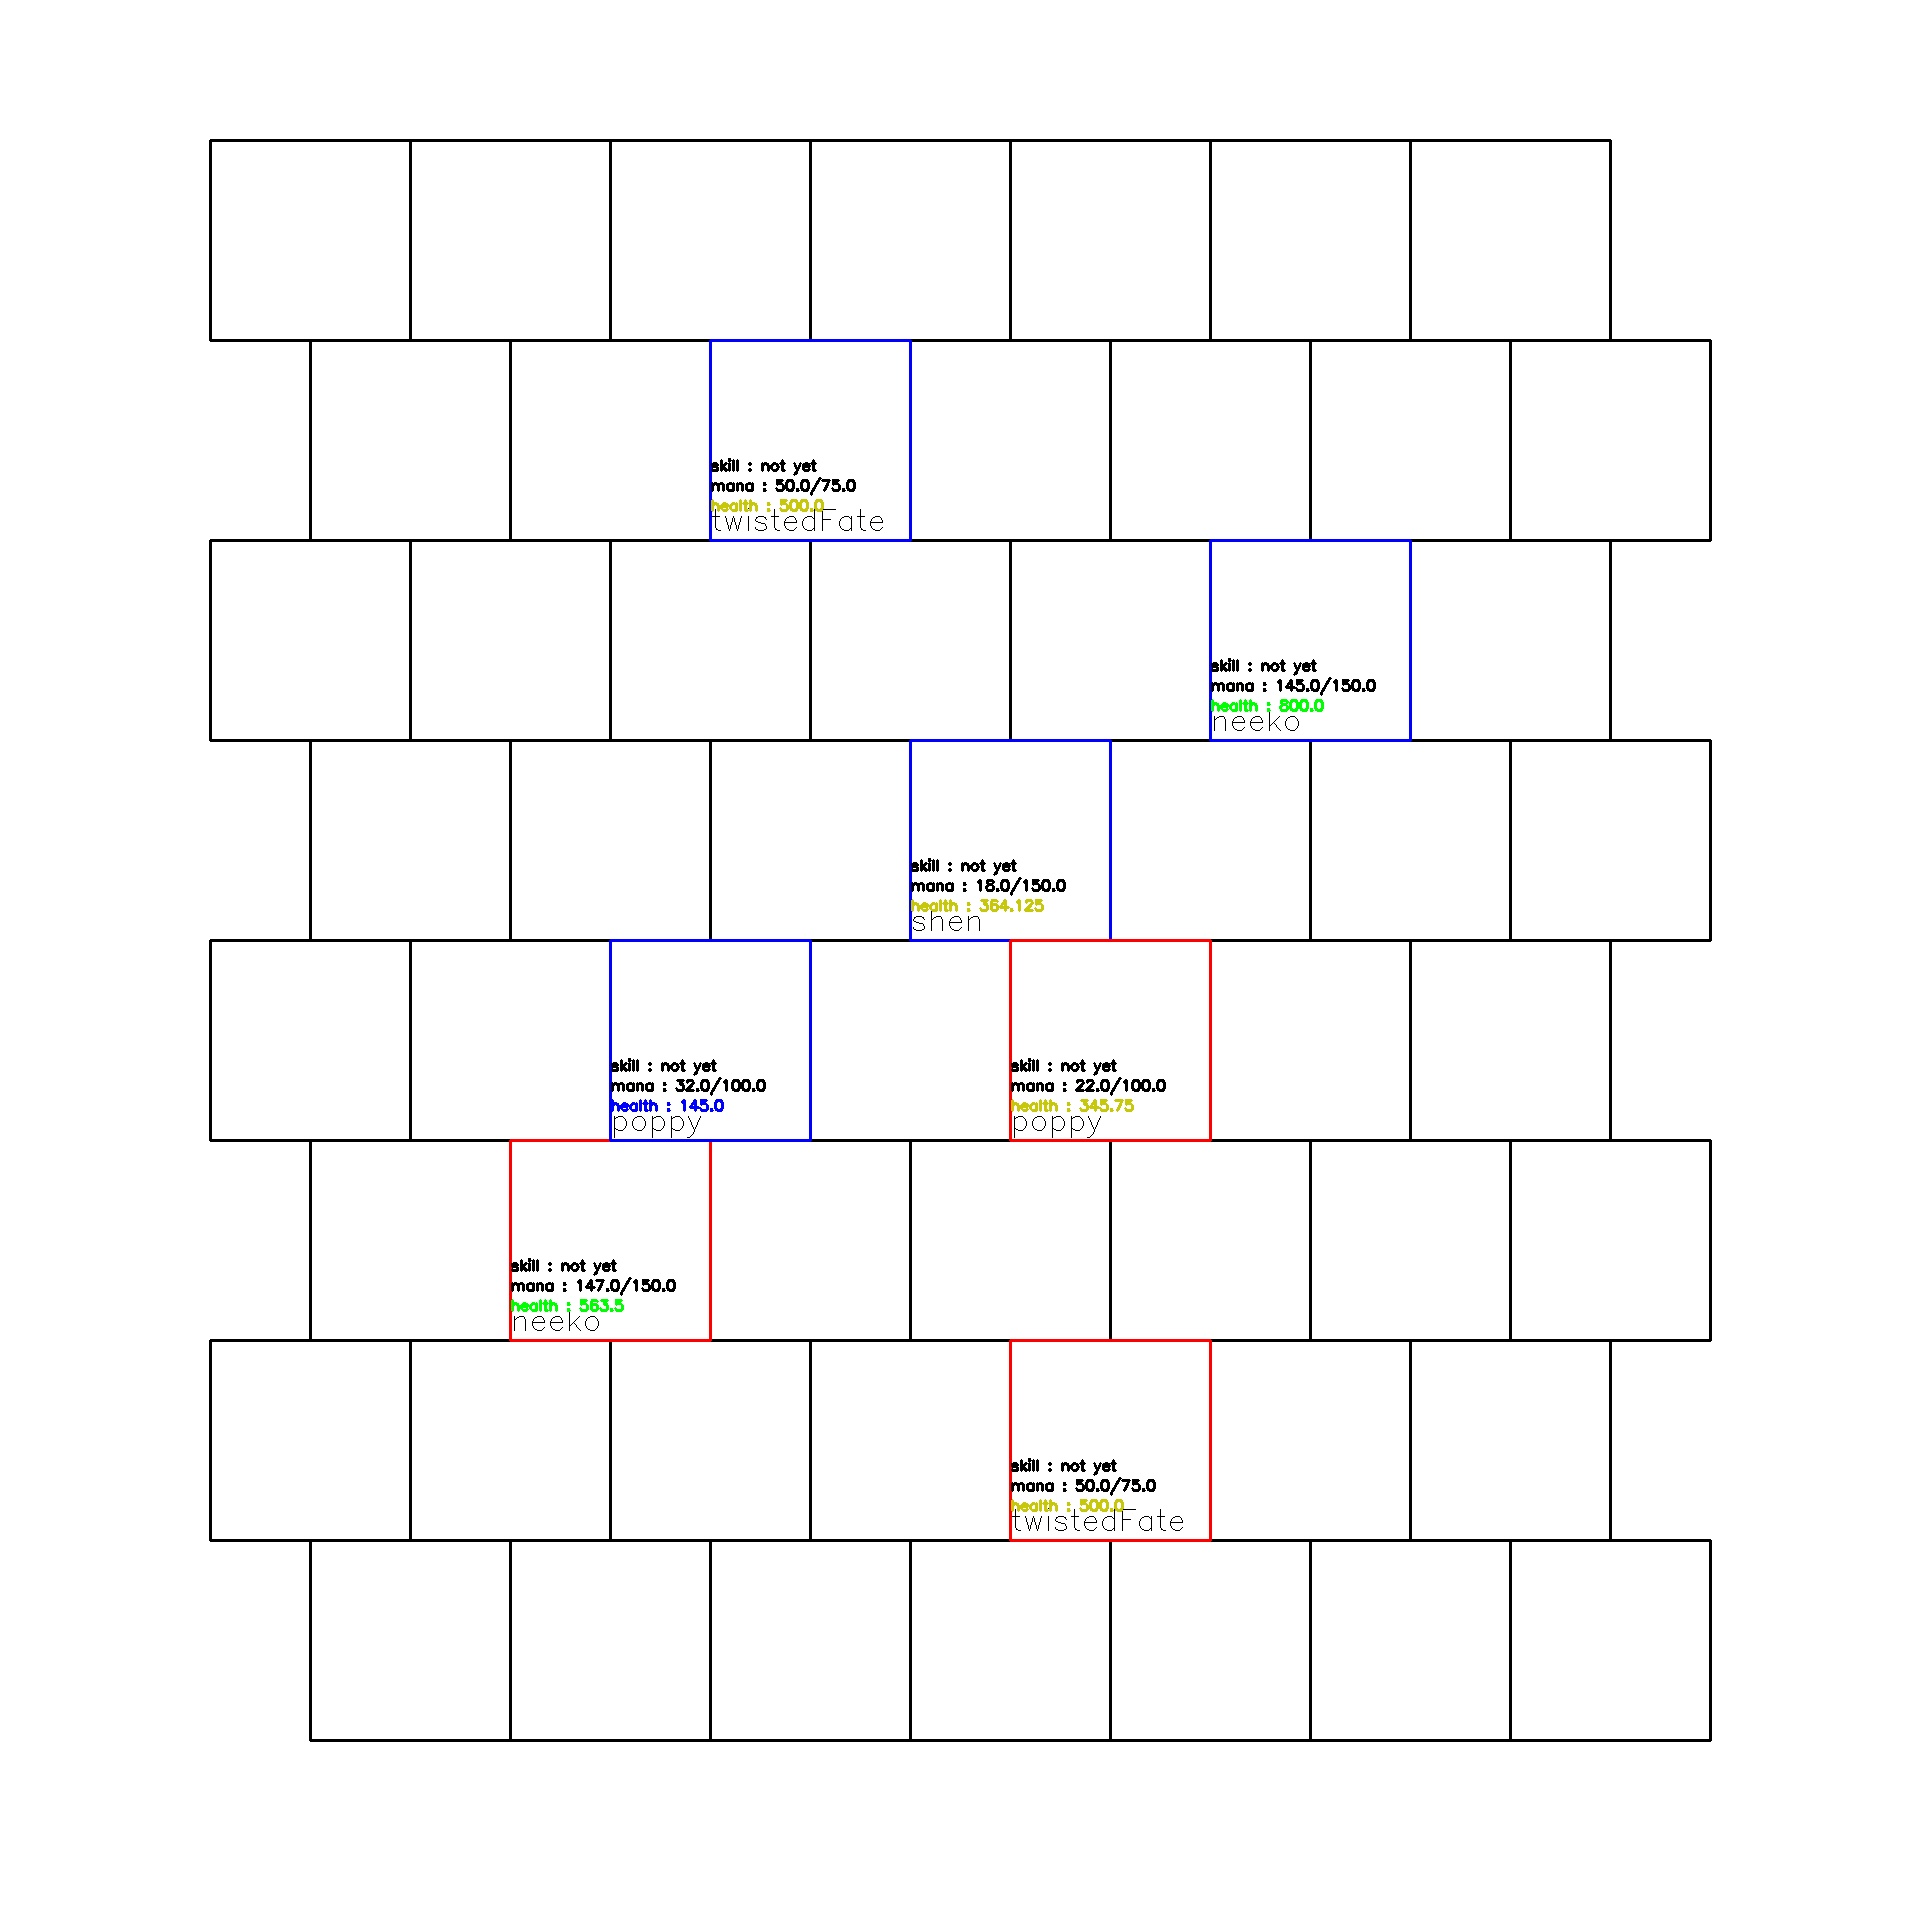 skill : not yet
mana : 50.0/75.0
health : 500.0
twistedFate
skill : not yet
mana : 145.0/150.0
health : 800.0
neeko
skill : not yet
mana : 18.0/150.0
health : 364.125
shen
skill : not yet
mana : 32.0/100.0
health : 145.0
poppy
skill : not yet
mana : 22.0/100.0
health : 345.75
poppy
skill : not yet
mana : 147.0/150.0
health : 563.5
neeko
skill : not yet
mana : 50.0/75.0
health : 500.0
twistedFate